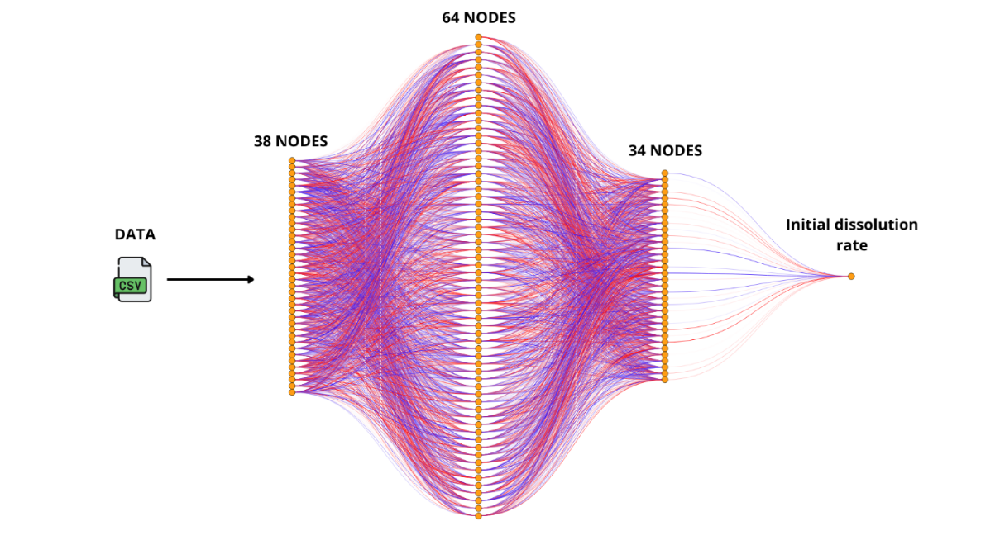 64 NODES
38 NODES
34 NODES
DATA
CSV
Initial dissolution
rate